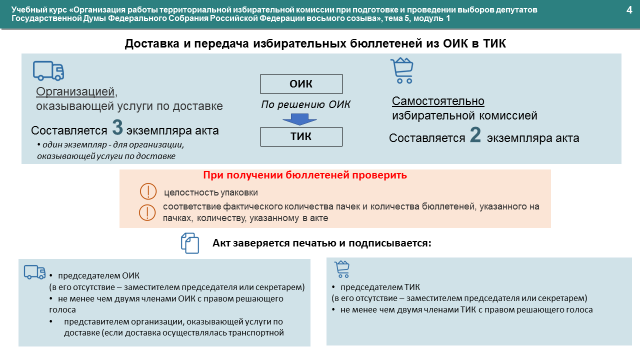 Учебный курс «Организация работы территориальной избирательной комиссии при подготовке и проведении выборов депутатов
Государственной Думы Федерального Собрания Российской Федерации восьмого созыва», тема 5, модуль 1
4
Доставка и передача избирательных бюллетеней из ОИК в ТИК
Организацией,
оказывающей услуги по доставке
Составляется 3 экземпляра акта
• один экземпляр - для организации,
оказывающей услуги по доставке
ОИК
По решению ОИК
ТИК
Самостоятельно
избирательной комиссией
Составляется 2 экземпляра акта
При получении бюллетеней проверить
целостность упаковки
соответствие фактического количества пачек и количества бюллетеней, указанного на
пачках, количеству, указанному в акте
Акт заверяется печатью и подписывается:
• председателем ОИК
(в его отсутствие – заместителем председателя или секретарем)
• не менее чем двумя членами ОИК с правом решающего
голоса
• представителем организации, оказывающей услуги по
доставке (если доставка осуществлялась транспортной
• председателем ТИК
(в его отсутствие – заместителем председателя или секретарем)
• не менее чем двумя членами ТИК с правом решающего голоса